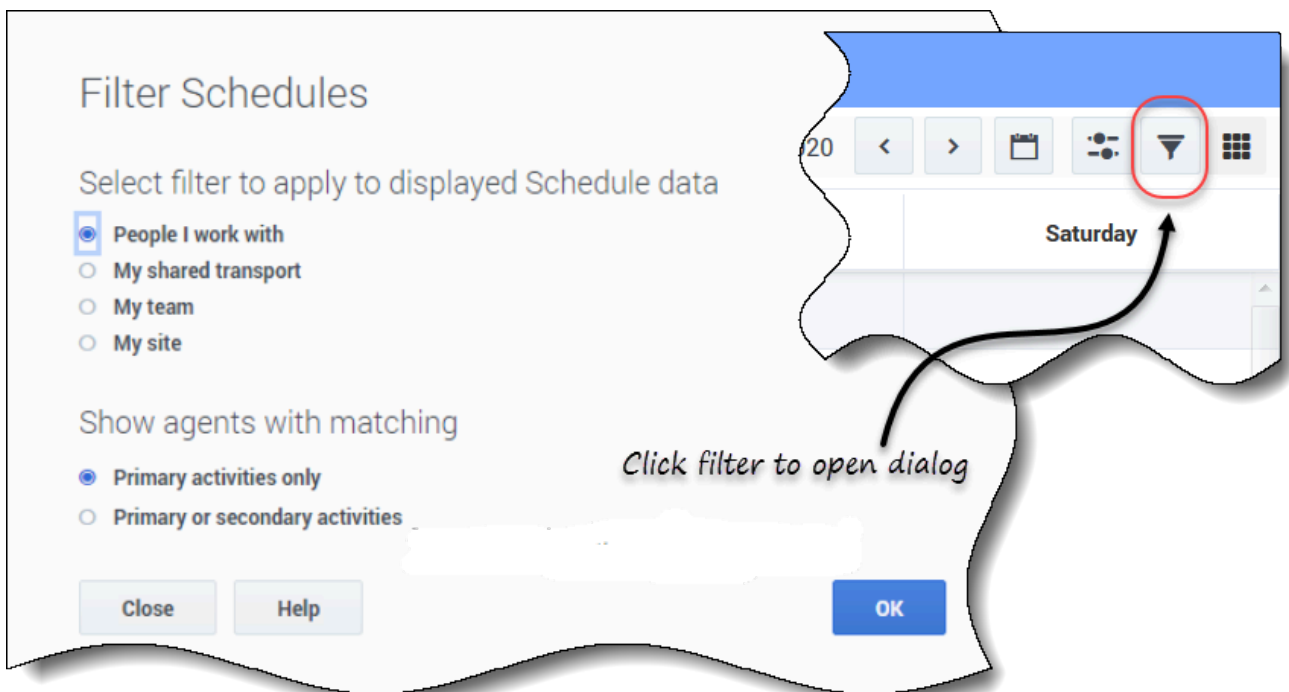 Filter Schedules
Select filter to apply to displayed Schedule data
People I work with
My shared transport
My team
My site
Show agents with matching
Primary activities only
Primary or secondary activities
Close
Help
OK
020
Saturday
Click filter to open dialog